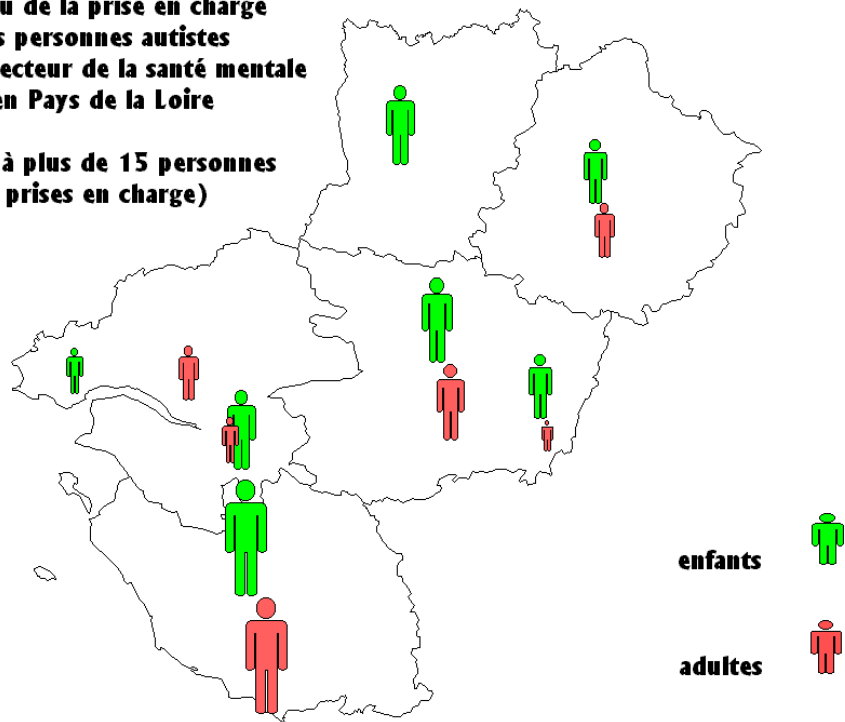 u de la prise en charge
s personnes autistes
ecteur de la santé mentale
en Pays de la Loire
à plus de 15 personnes
prises en charge)
enfants
adultes